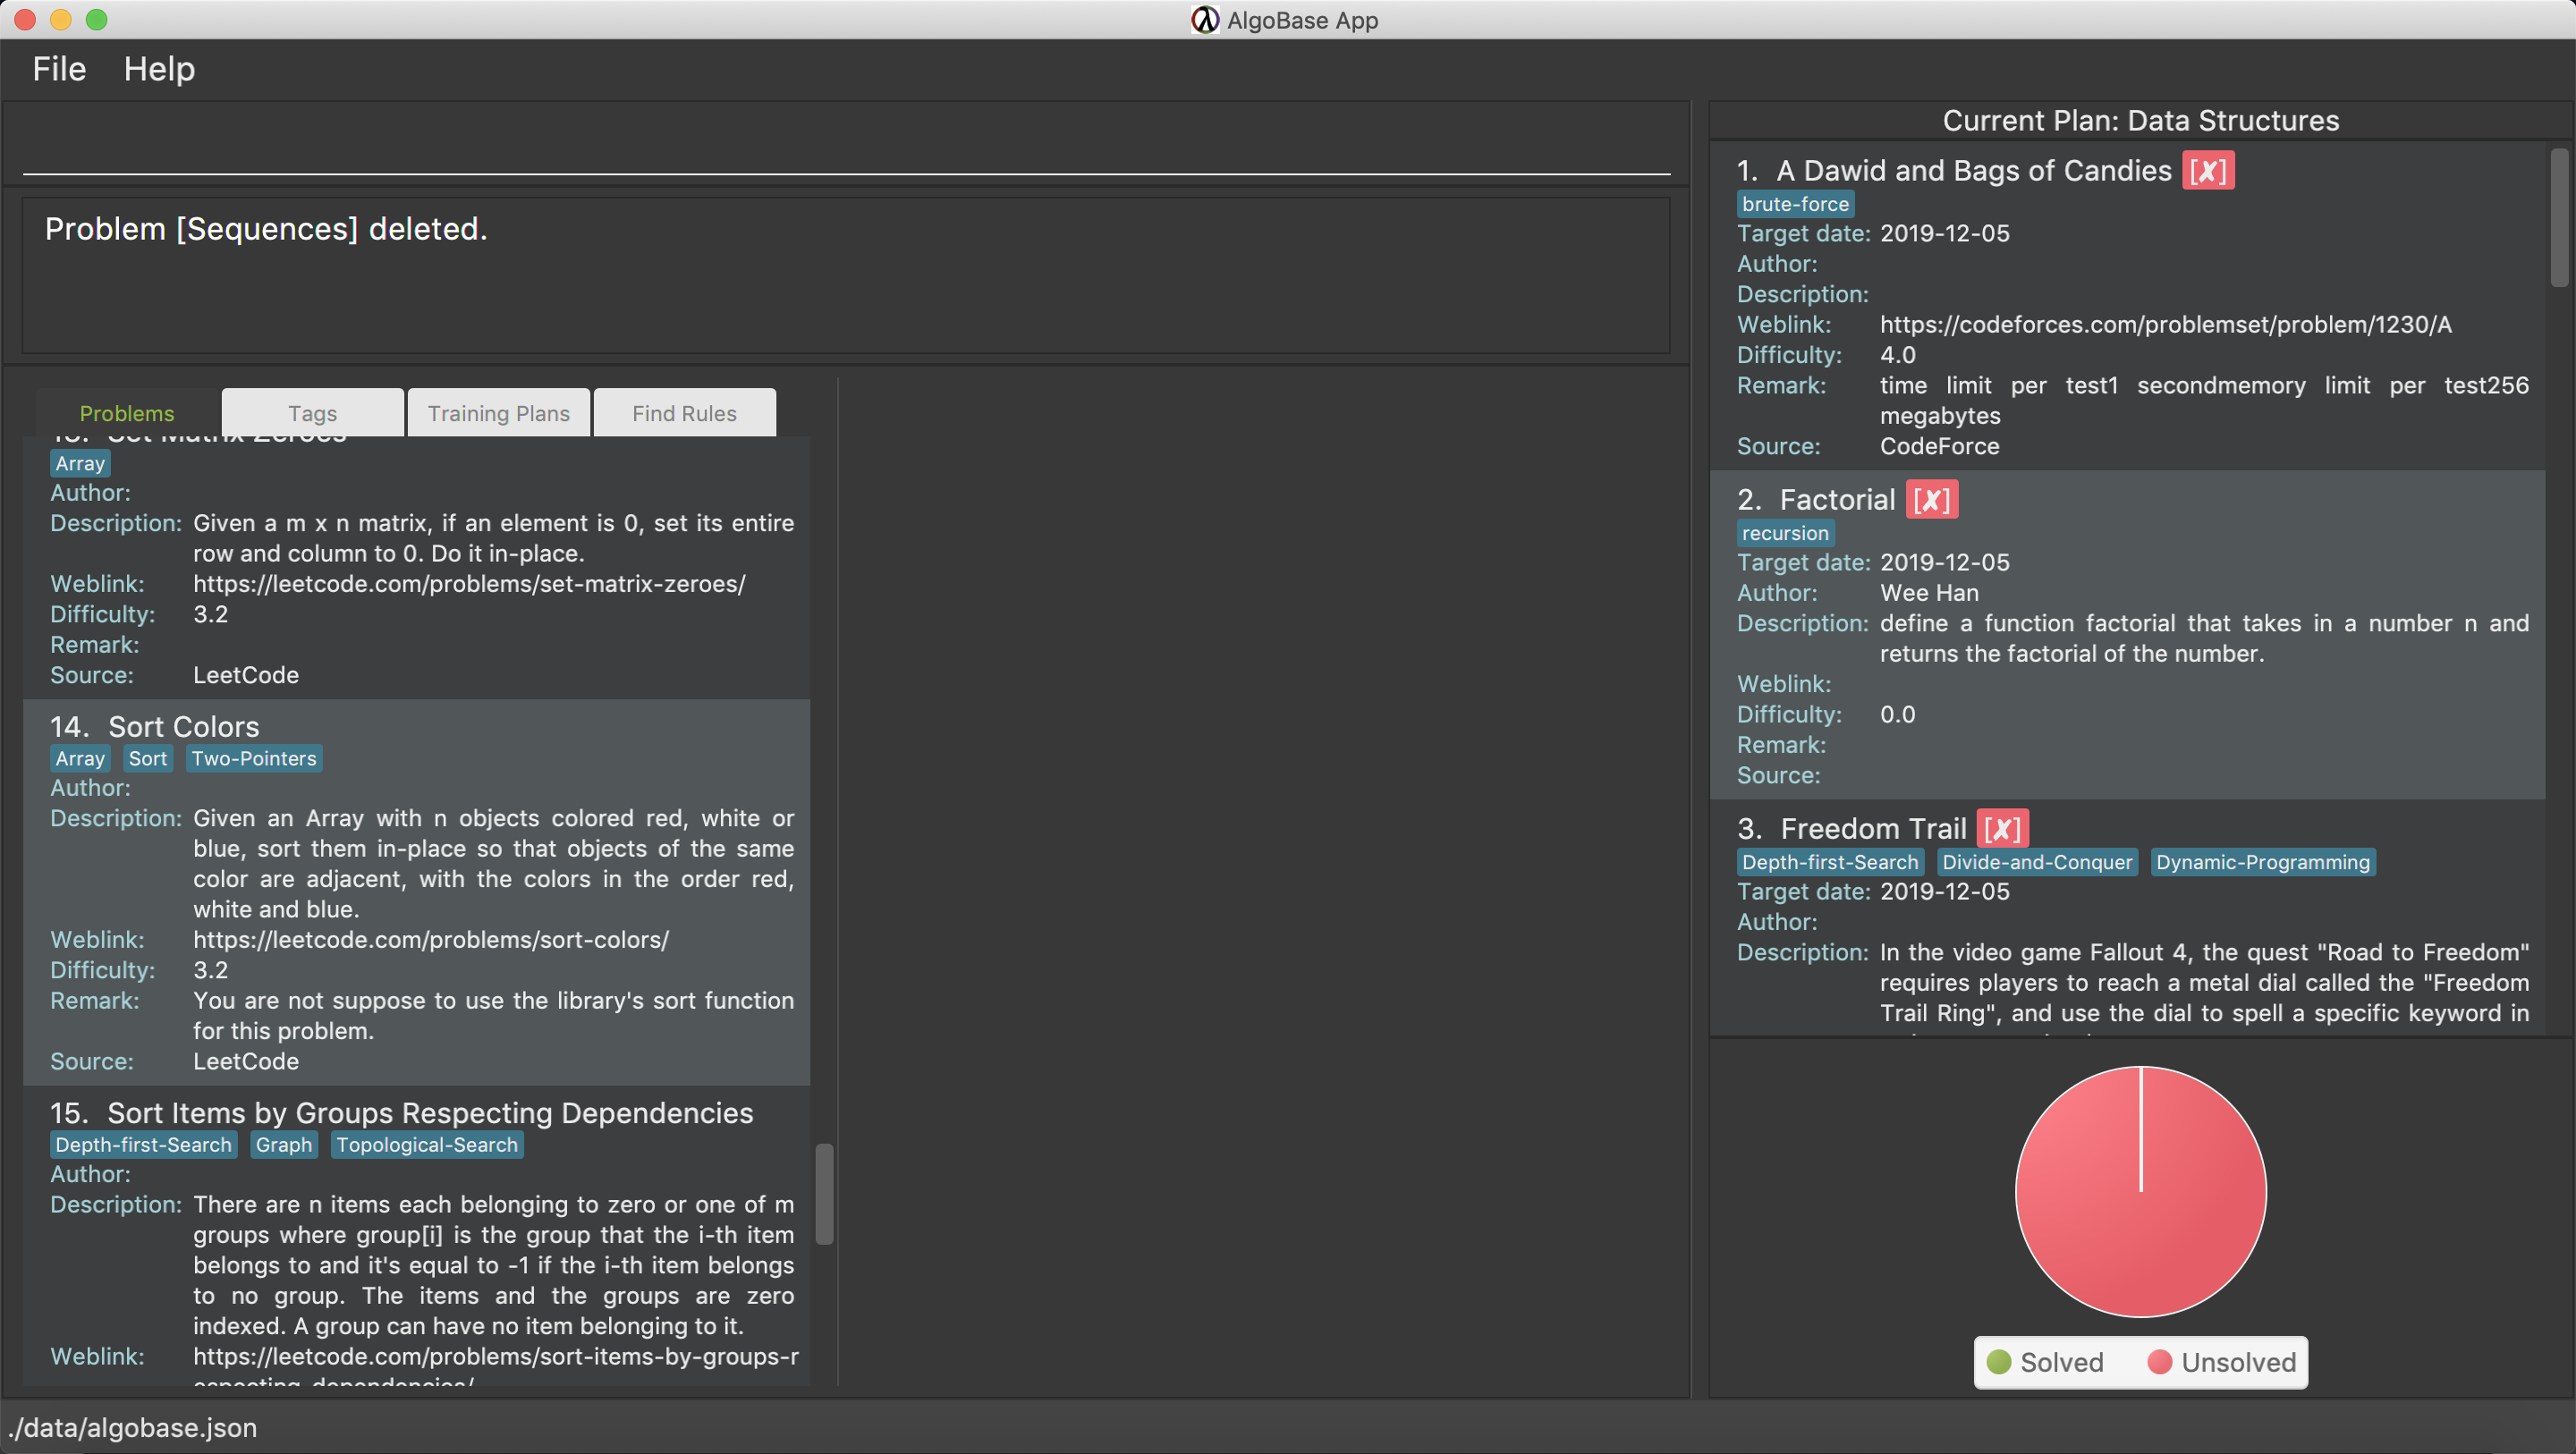 AlgoBase App
File Help
Problem [Sequences] deleted.
Problems Tags Training Plans Find Rules
13. Set Matrix Zeroes
Array
Author:
Description: Given a m x n matrix, if an element is 0, set its entire
row and column to 0. Do it in-place.
Weblink: https://leetcode.com/problems/set-matrix-zeroes/
Difficulty: 3.2
Remark:
Source: LeetCode
14. Sort Colors
Array Sort Two-Pointers
Author:
Description: Given an Array with n objects colored red, white or
blue, sort them in-place so that objects of the same
color are adjacent, with the colors in the order red,
white and blue.
Weblink: https://leetcode.com/problems/sort-colors/
Difficulty: 3.2
Remark: You are not suppose to use the library's sort function
for this problem.
Source: LeetCode
15. Sort Items by Groups Respecting Dependencies
Depth-first-Search Graph Topological-Search
Author:
Description: There are n items each belonging to zero or one of m
groups where group[i] is the group that the i-th item
belongs to and it's equal to -1 if the i-th item belongs
to no group. The items and the groups are zero
indexed. A group can have no item belonging to it.
Weblink: https://leetcode.com/problems/sort-items-by-groups-r
especting-dependencies/
Current Plan: Data Structures
1. A Dawid and Bags of Candies [✘]
brute-force
Target date: 2019-12-05
Author:
Description:
Weblink: https://codeforces.com/problemset/problem/1230/A
Difficulty: 4.0
Remark: time limit per test1 secondmemory limit per test256
megabytes
Source: CodeForce
2. Factorial [✘]
recursion
Target date: 2019-12-05
Author: Wee Han
Description: define a function factorial that takes in a number n and
returns the factorial of the number.
Weblink:
Difficulty: 0.0
Remark:
Source:
3. Freedom Trail [✘]
Depth-first-Search Divide-and-Conquer Dynamic-Programming
Target date: 2019-12-05
Author:
Description: In the video game Fallout 4, the quest "Road to Freedom"
requires players to reach a metal dial called the "Freedom
Trail Ring", and use the dial to spell a specific keyword in
Solved Unsolved
./data/algobase.json